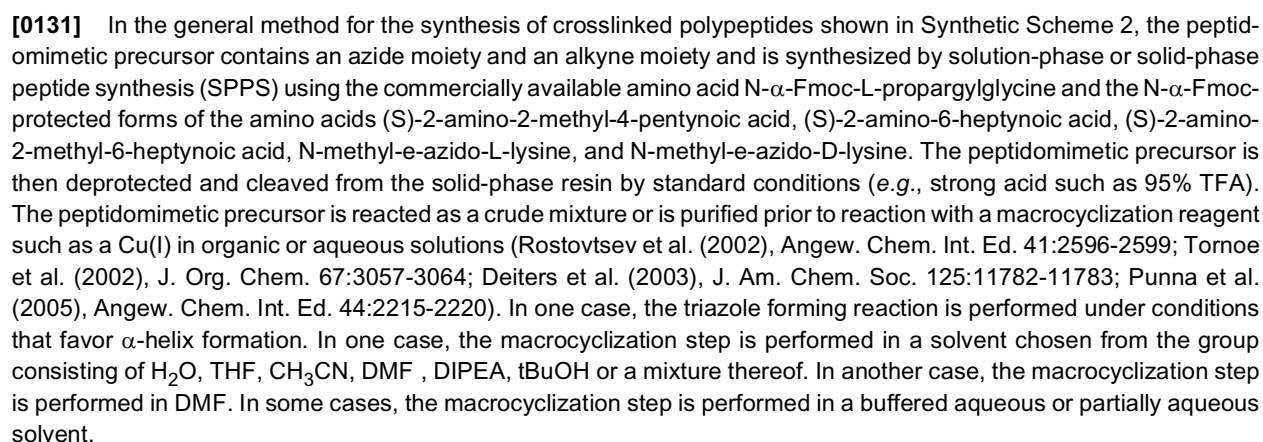 [0131] In the general method for the synthesis of crosslinked polypeptides shown in Synthetic Scheme 2, the peptid-
omimetic precursor contains an azide moiety and an alkyne moiety and is synthesized by solution-phase or solid-phase
peptide synthesis (SPPS) using the commercially available amino acid N-α-Fmoc-L-propargylglycine and the N-α-Fmoc-
protected forms of the amino acids (S)-2-amino-2-methyl-4-pentynoic acid, (S)-2-amino-6-heptynoic acid, (S)-2-amino-
2-methyl-6-heptynoic acid, N-methyl-e-azido-L-lysine, and N-methyl-e-azido-D-lysine. The peptidomimetic precursor is
then deprotected and cleaved from the solid-phase resin by standard conditions (e.g., strong acid such as 95% TFA).
The peptidomimetic precursor is reacted as a crude mixture or is purified prior to reaction with a macrocyclization reagent
such as a Cu(I) in organic or aqueous solutions (Rostovtsev et al. (2002), Angew. Chem. Int. Ed. 41:2596-2599; Tornoe
et al. (2002), J. Org. Chem. 67:3057-3064; Deiters et al. (2003), J. Am. Chem. Soc. 125:11782-11783; Punna et al.
(2005), Angew. Chem. Int. Ed. 44:2215-2220). In one case, the triazole forming reaction is performed under conditions
that favor α-helix formation. In one case, the macrocyclization step is performed in a solvent chosen from the group
consisting of H₂O, THF, CH₃CN, DMF , DIPEA, tBuOH or a mixture thereof. In another case, the macrocyclization step
is performed in DMF. In some cases, the macrocyclization step is performed in a buffered aqueous or partially aqueous
solvent.